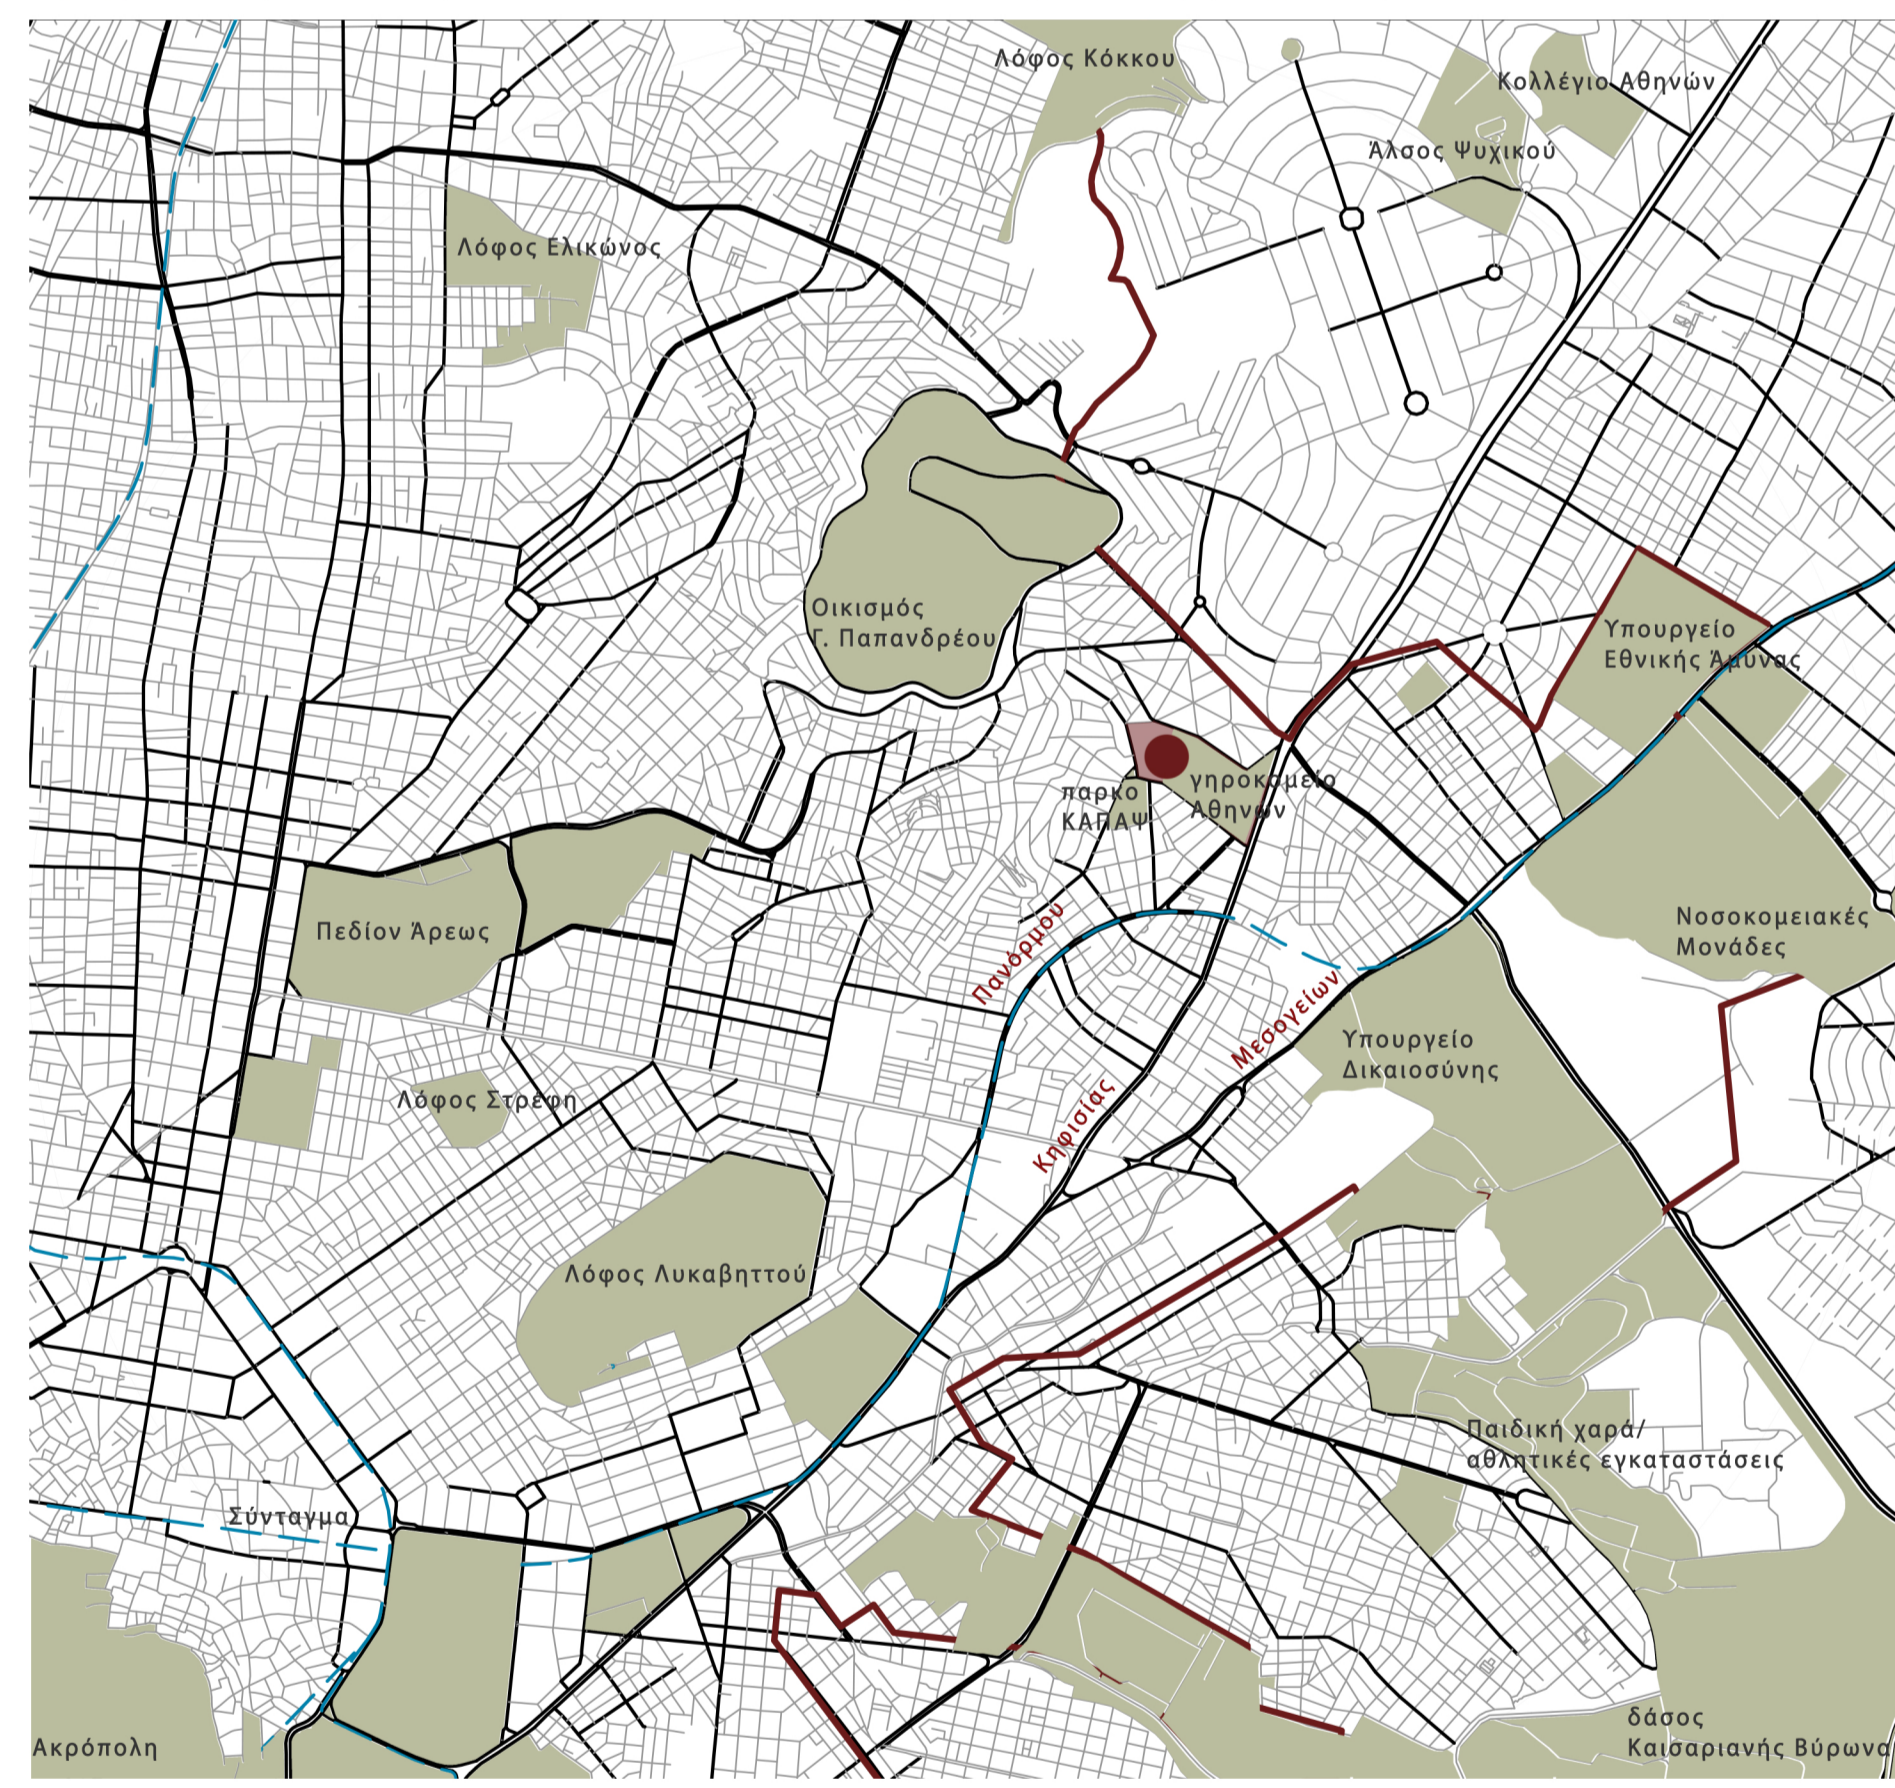 Λόφος Κόκκου
Κολλέγιο Αθηνών
Άλσος Ψυχικού
Λόφος Ελικώνος
Οικισμός
Γ. Παπανδρέου
Υπουργείο
Εθνικής Άμυνας
γηροκομείο
Αθηνών
παρκο
ΚΑΠΑΨ
Πεδίον Άρεως
Νοσοκομειακές
Μονάδες
Πανόρμου
Μεσογείων
Κηφισίας
Υπουργείο
Δικαιοσύνης
Λόφος Στρέφη
Λόφος Λυκαβηττού
Παιδική χαρά/
αθλητικές εγκαταστάσεις
Σύνταγμα
Ακρόπολη
δάσος
Καισαριανής Βύρωνα